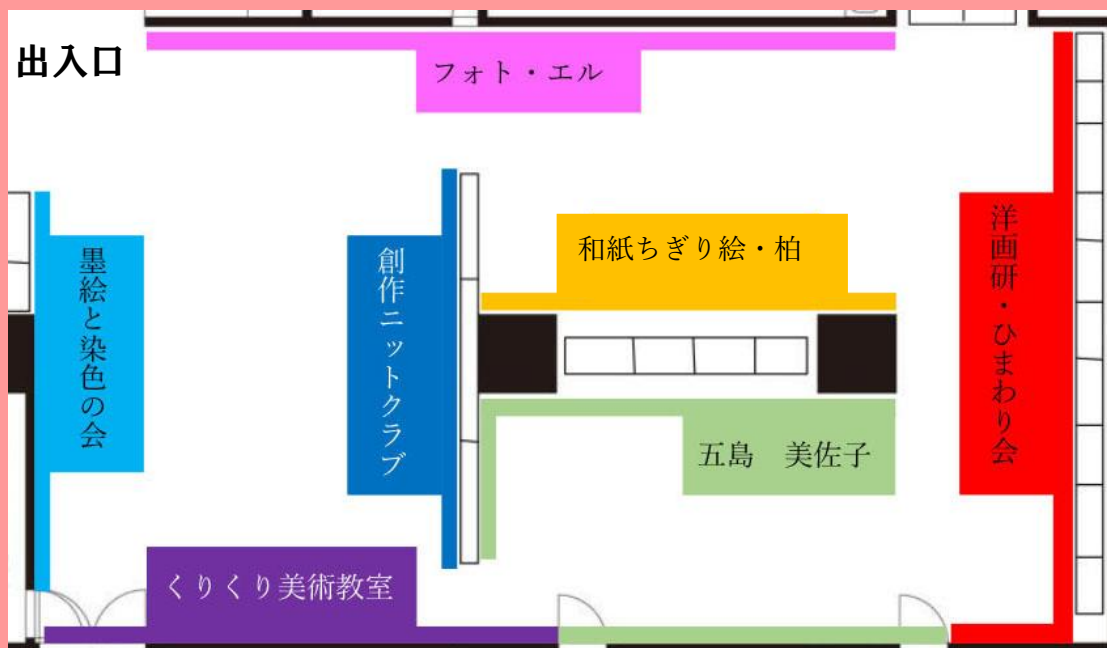 出入口
フォト・エル
和紙ちぎり絵・柏
洋画研・ひまわり会
創作ニットクラブ
墨絵と染色の会
五島　美佐子
くりくり美術教室